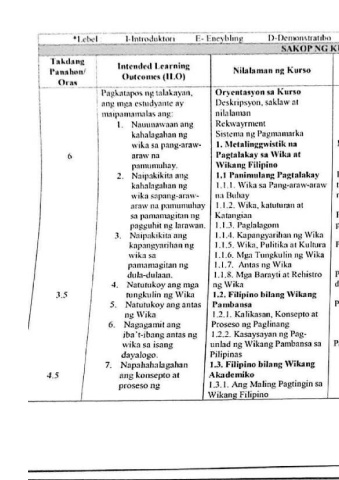 *Lebel I-Introduktori E- Eneybling D-Demonstratibo
SAKOP NG K
Takdang
Panahon/
Oras
Intended Learning
Outcomes (ILO)
Nilalaman ng Kurso
6
3.5
4.5
Pagkatapos ng talakayan,
ang mga estudyante ay
maipamamalas ang:
1. Nauunawaan ang
kahalagahan ng
wika sa pang-araw-
araw na
pamumuhay.
2. Naipakikita ang
kahalagahan ng
wika sapang-araw-
araw na pamumuhay
sa pamamagitan ng
pagguhit ng larawan.
3. Naipakikita ang
kapangyarihan ng
wika sa
pamamagitan ng
dula-dulaan.
4. Natutukoy ang mga
tungkulin ng Wika
5. Natutukoy ang antas
ng Wika
6. Nagagamit ang
iba't-ibang antas ng
wika sa isang
dayalogo.
7. Napahahalagahan
ang konsepto at
proseso ng
Oryentasyon sa Kurso
Deskripsyon, saklaw at
nilalaman
Rekwayrment
Sistema ng Pagmamarka
1. Metalinggwistik na
Pagtalakay sa Wika at
Wikang Filipino
1.1 Panimulang Pagtalakay
1.1.1. Wika sa Pang-araw-araw
na Buhay
1.1.2. Wika, katuturan at
Katangian
1.1.3. Paglalagom
1.1.4. Kapangyarihan ng Wika
1.1.5. Wika, Pulitika at Kultura
1.1.6. Mga Tungkulin ng Wika
1.1.7. Antas ng Wika
1.1.8. Mga Barayti at Rehistro
ng Wika
1.2. Filipino bilang Wikang
Pambansa
1.2.1. Kalikasan, Konsepto at
Proseso ng Paglinang
1.2.2. Kasaysayan ng Pag-
unlad ng Wikang Pambansa sa
Pilipinas
1.3. Filipino bilang Wikang
Akademiko
1.3.1. Ang Maling Pagtingin sa
Wikang Filipino